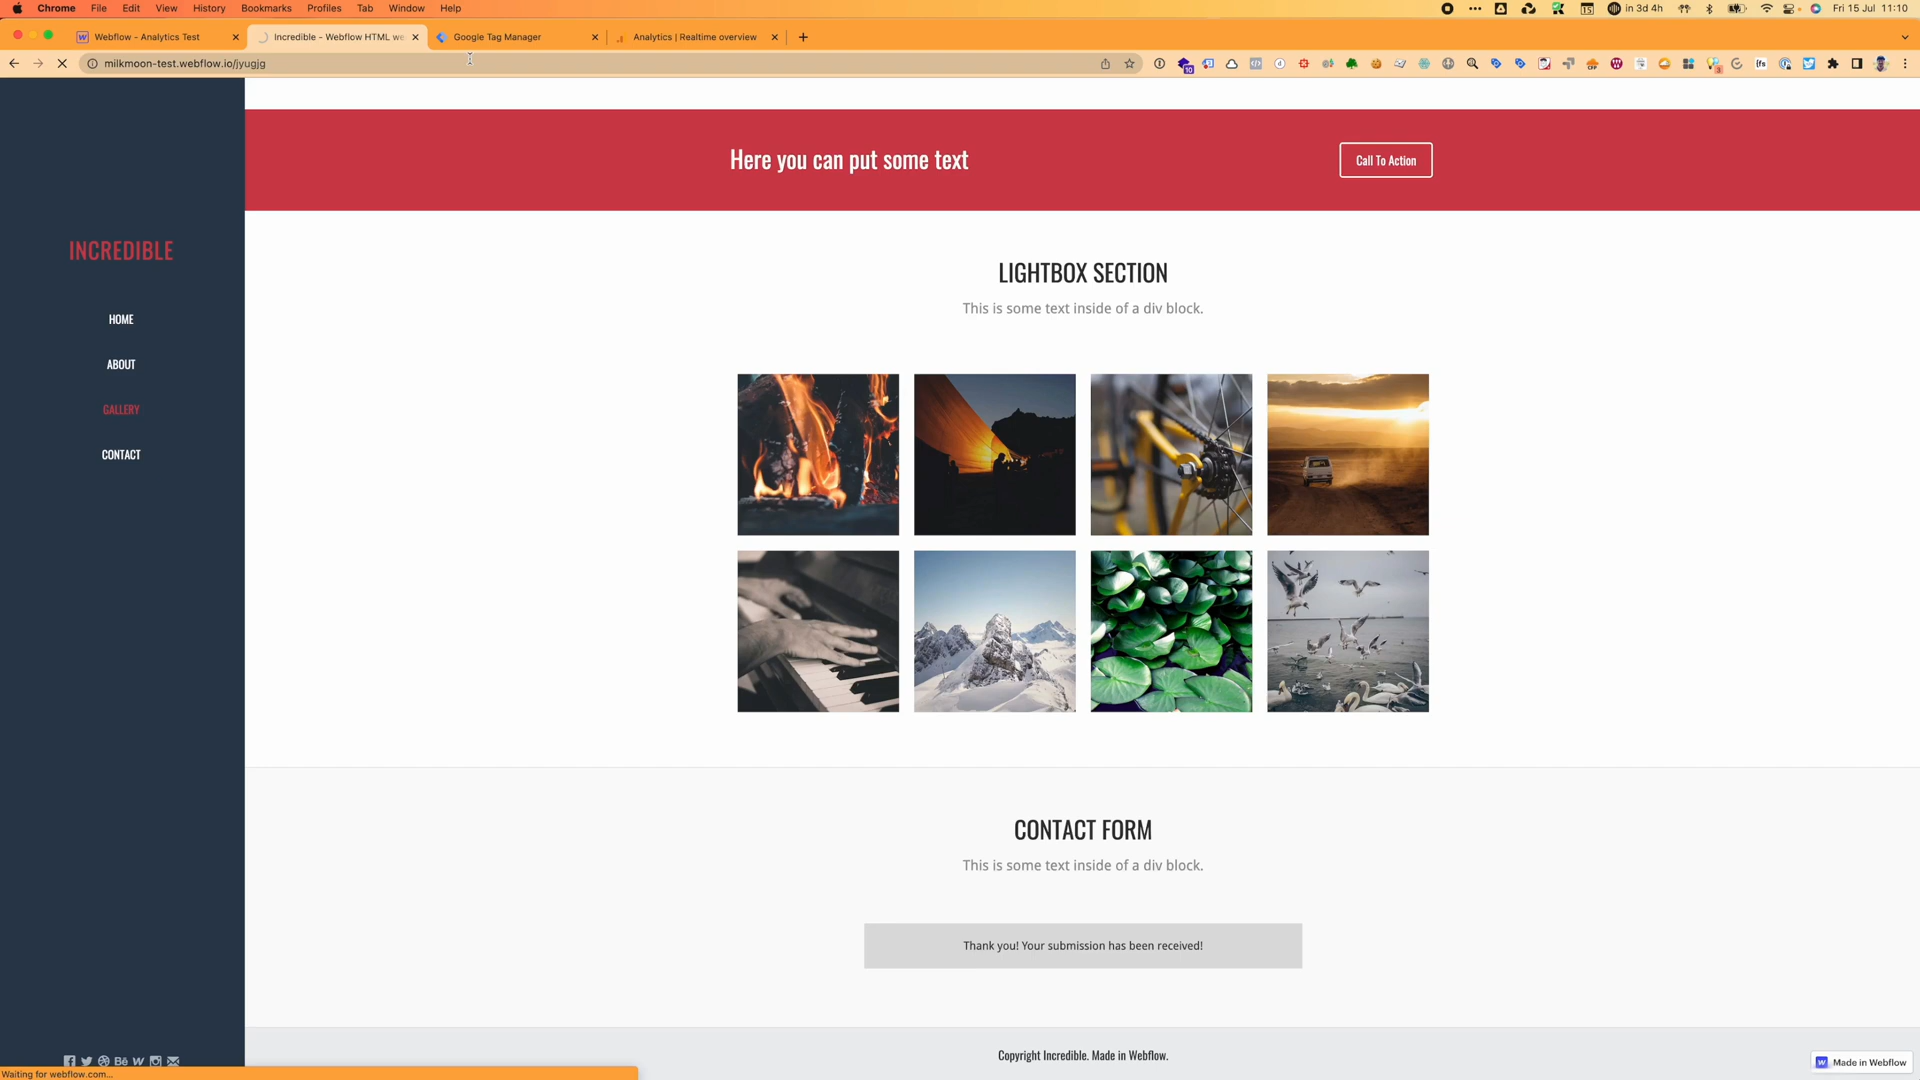 Chrome File Edit View History Bookmarks Profiles Tab Window Help
in 3d 4h Fri 15 Jul 11:10
Webflow - Analytics Test
Incredible - Webflow HTML we
Google Tag Manager
Analytics | Realtime overview
milkmoon-test.webflow.io/jyugjg
Here you can put some text
Call To Action
INCREDIBLE
HOME
ABOUT
GALLERY
CONTACT
LIGHTBOX SECTION
This is some text inside of a div block.
CONTACT FORM
This is some text inside of a div block.
Thank you! Your submission has been received!
Copyright Incredible. Made in Webflow.
Made in Webflow
Waiting for webflow.com...